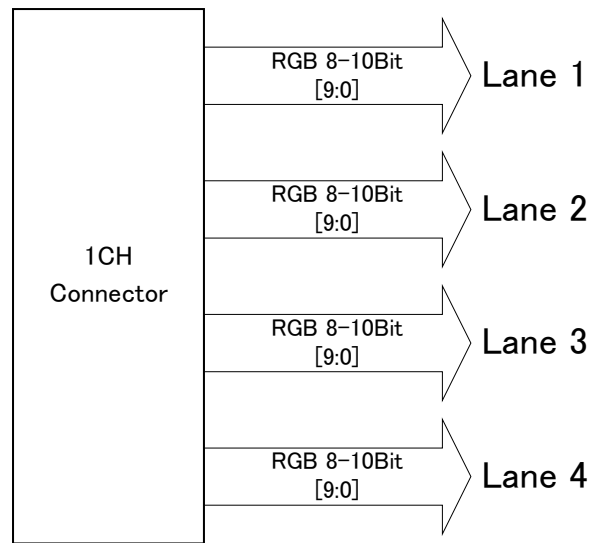 1CH
Connector
RGB 8-10Bit
[9:0]
Lane 1
RGB 8-10Bit
[9:0]
Lane 2
RGB 8-10Bit
[9:0]
Lane 3
RGB 8-10Bit
[9:0]
Lane 4